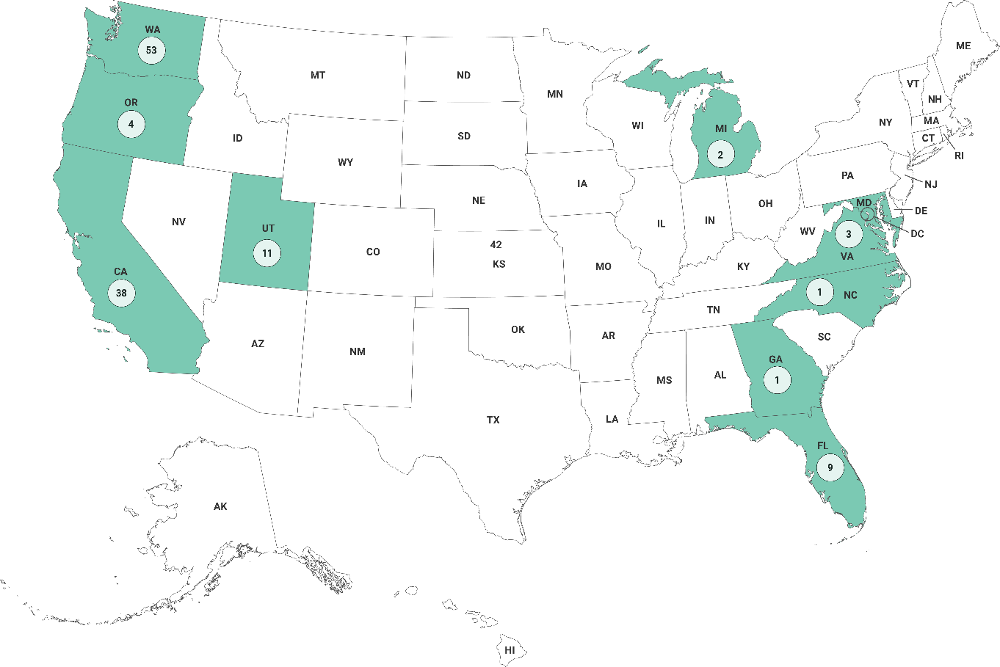 WA
53
OR
4
CA
38
NV
ID
MT
WY
UT
11
AZ
CO
NM
ND
SD
NE
42
KS
OK
TX
MN
IA
MO
AR
LA
WI
IL
MI
2
IN
OH
KY
TN
MS
AL
GA
1
FL
9
SC
NC
1
VA
3
WV
MD
DC
DE
PA
NJ
NY
CT
RI
MA
VT
NH
ME
AK
HI